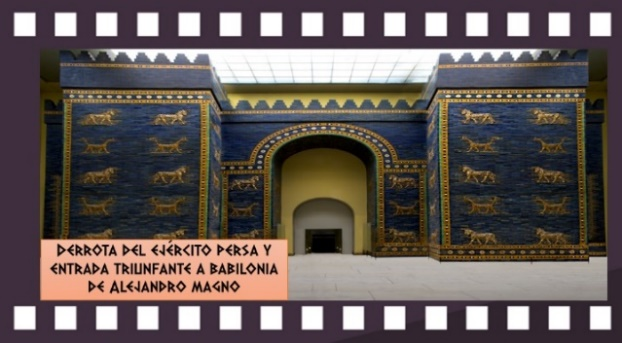 DERROTA DEL EJÉRCITO PERSA Y
ENTRADA TRIUNFANTE A BABILONIA
DE ALEJANDRO MAGNO